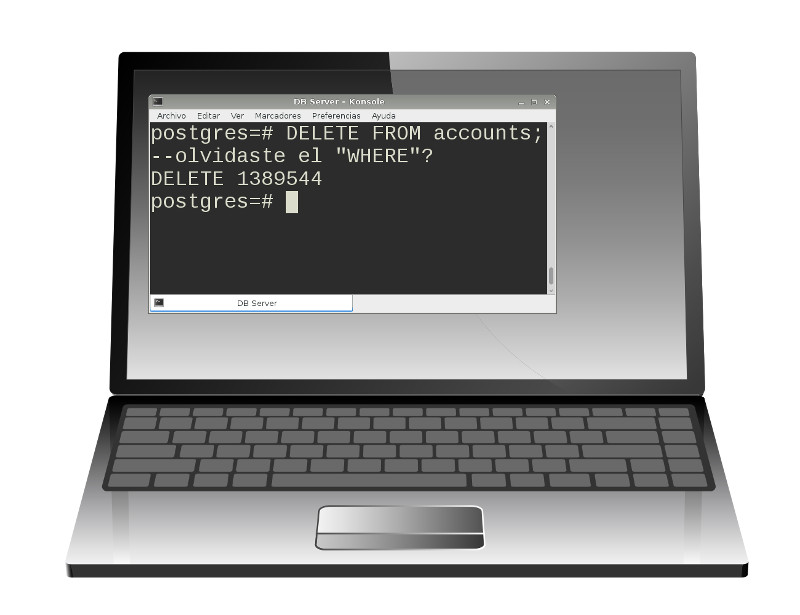 DB Server - Konsole
Archivo Editar Ver Marcadores Preferencias Ayuda
postgres=# DELETE FROM accounts;
--olvidaste el "WHERE"?
DELETE 1389544
postgres=#
DB Server